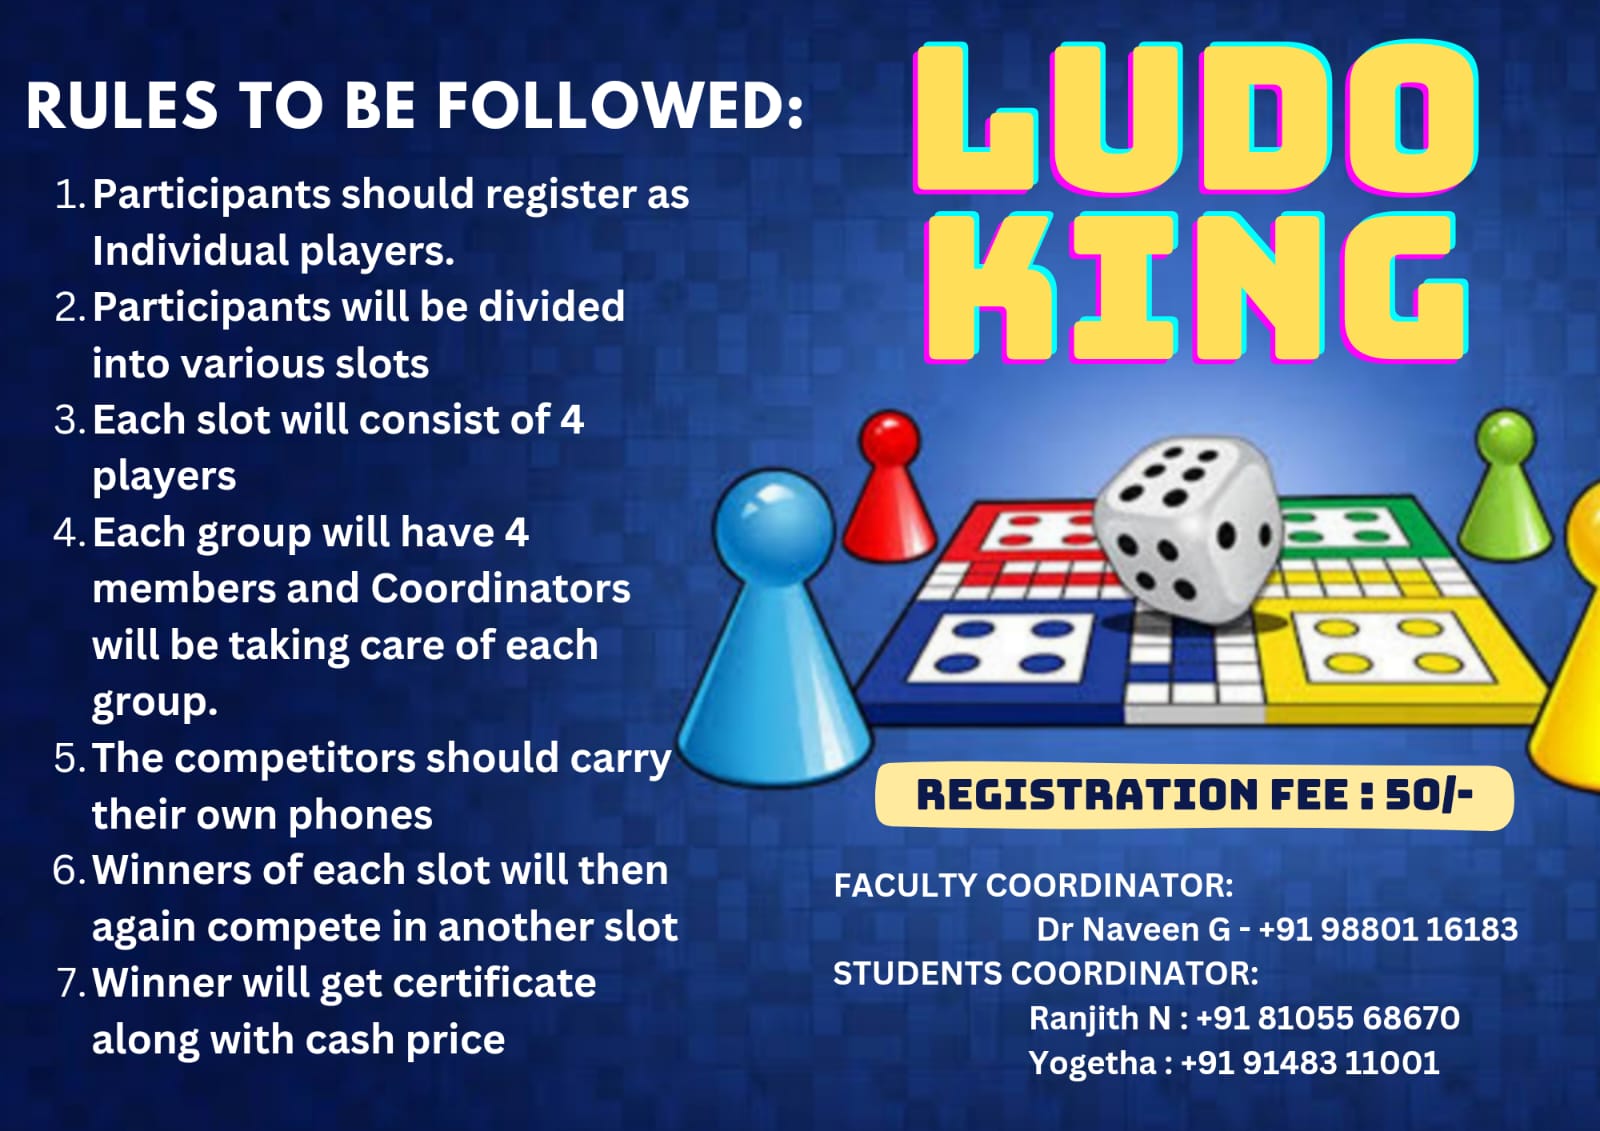 RULES TO BE FOLLOWED:
1. Participants should register as
Individual players.
2. Participants will be divided
into various slots
3. Each slot will consist of 4
players
4. Each group will have 4
members and Coordinators
will be taking care of each
group.
5. The competitors should carry
their own phones
6. Winners of each slot will then
again compete in another slot
7. Winner will get certificate
along with cash price
LUDO
KING
REGISTRATION FEE : 50/-
FACULTY COORDINATOR:
Dr Naveen G - +91 98801 16183
STUDENTS COORDINATOR:
Ranjith N : +91 81055 68670
Yogetha : +91 91483 11001